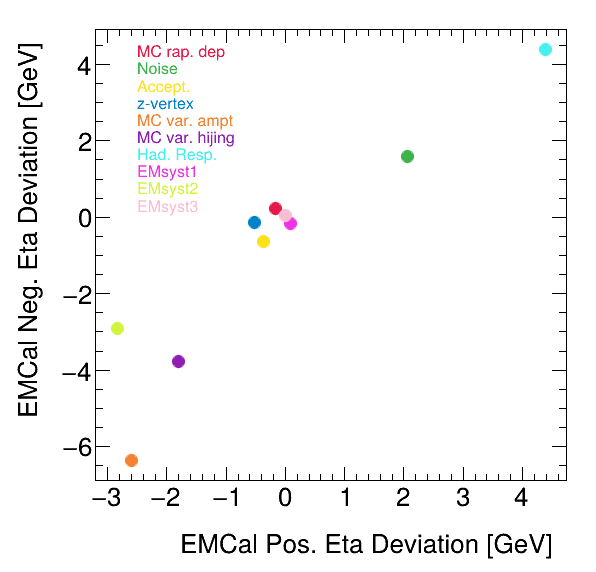 EMCal Neg. Eta Deviation [GeV]
4
2
0
−2
−4
−6
MC rap. dep
Noise
Accept.
z-vertex
MC var. ampt
MC var. hijing
Had. Resp.
EMsyst1
EMsyst2
EMsyst3
−3 −2 −1 0 1 2 3 4
EMCal Pos. Eta Deviation [GeV]